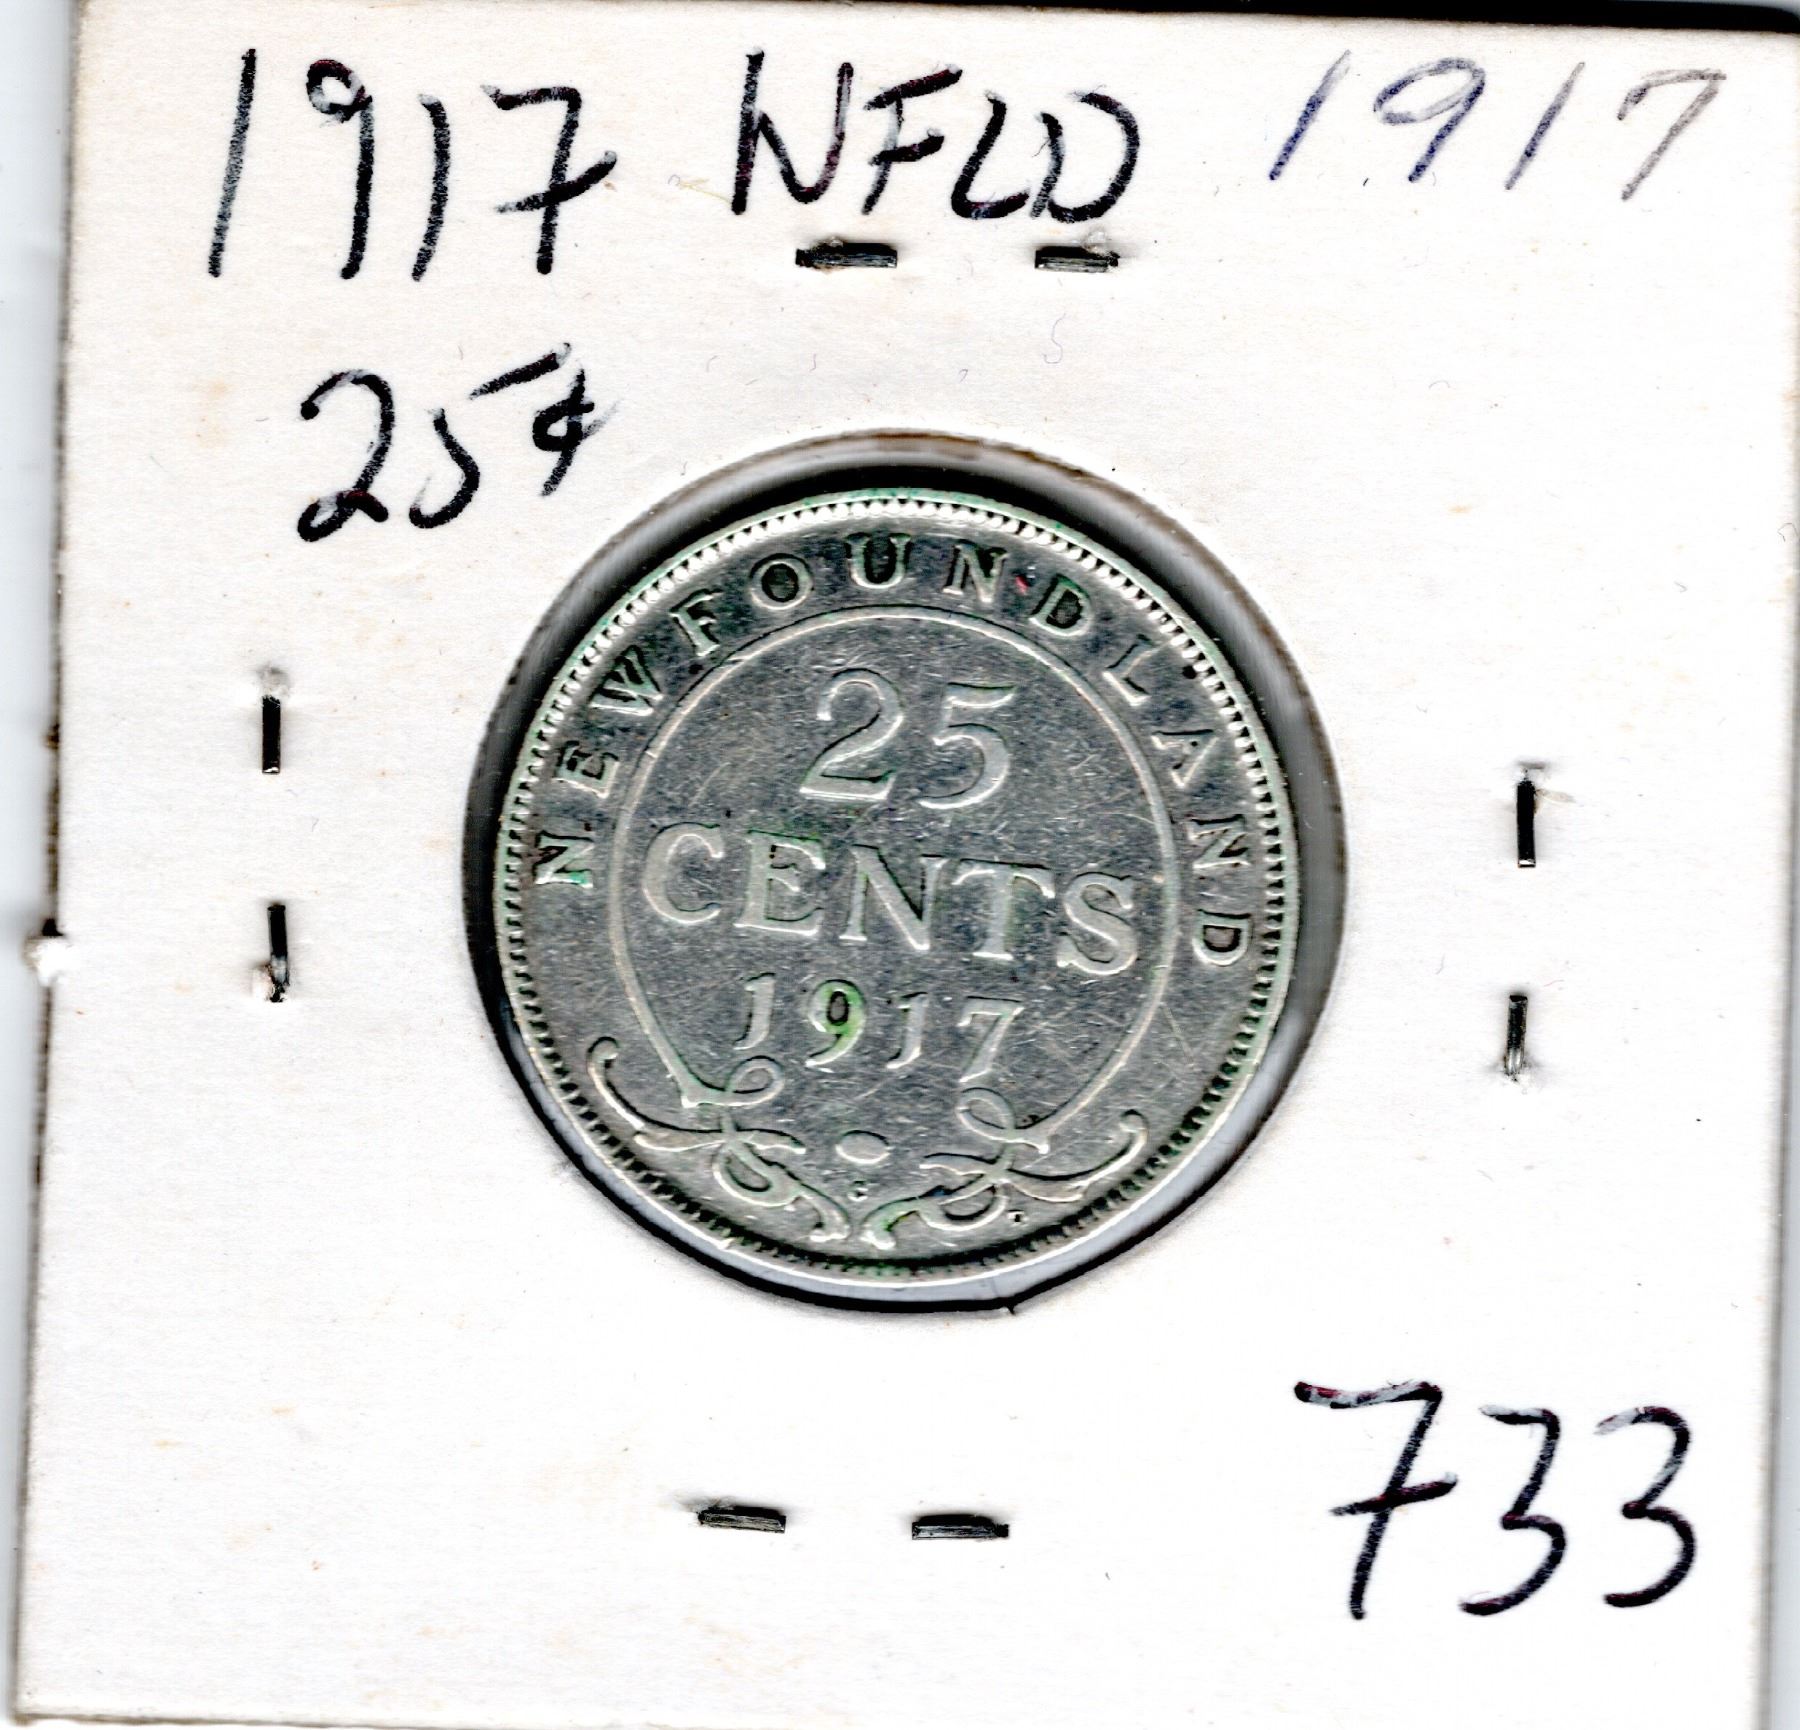 1917 NFLD 1917
25¢
NEWFOUNDLAND
25
CENTS
1917
C
733